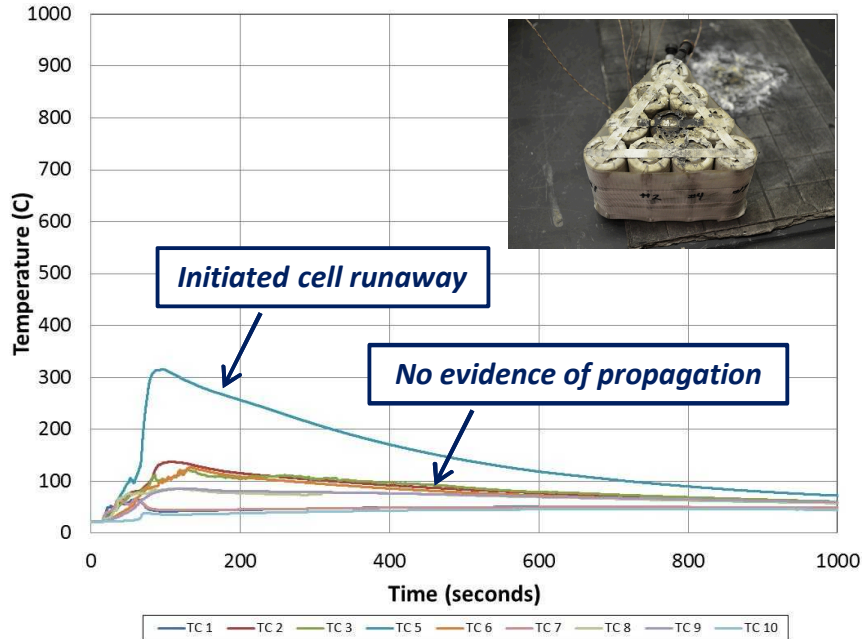 1000
900
800
700
600
500
400
300
200
100
0
Temperature (C)
Initiated cell runaway
No evidence of propagation
#2 #4
0 200 400 600 800 1000
Time (seconds)
TC 1 TC 2 TC 3 TC 5 TC 6 TC 7 TC 8 TC 9 TC 10